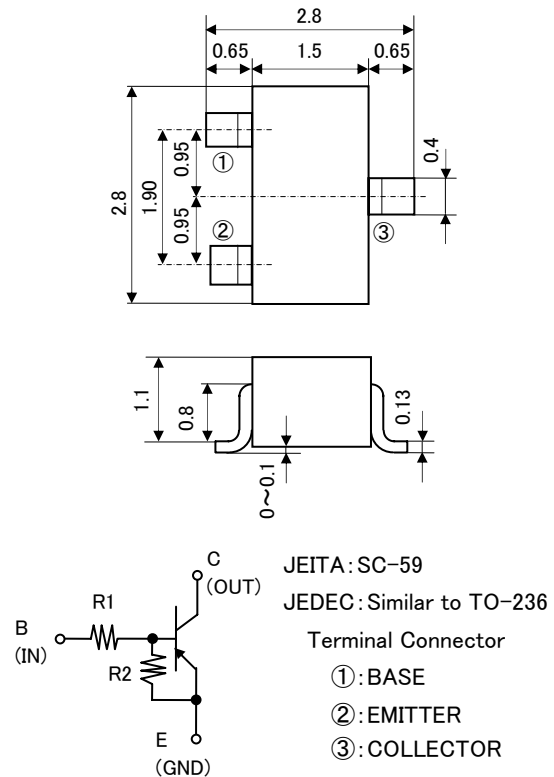 2.8
0.65 1.5 0.65
2.8
1.90
0.95
0.95
0.4
①
②
③
1.1
0.8
0.13
0～0.1
C
(OUT)
R1
B
(IN)
R2
E
(GND)
JEITA:SC-59
JEDEC:Similar to TO-236
Terminal Connector
①:BASE
②:EMITTER
③:COLLECTOR